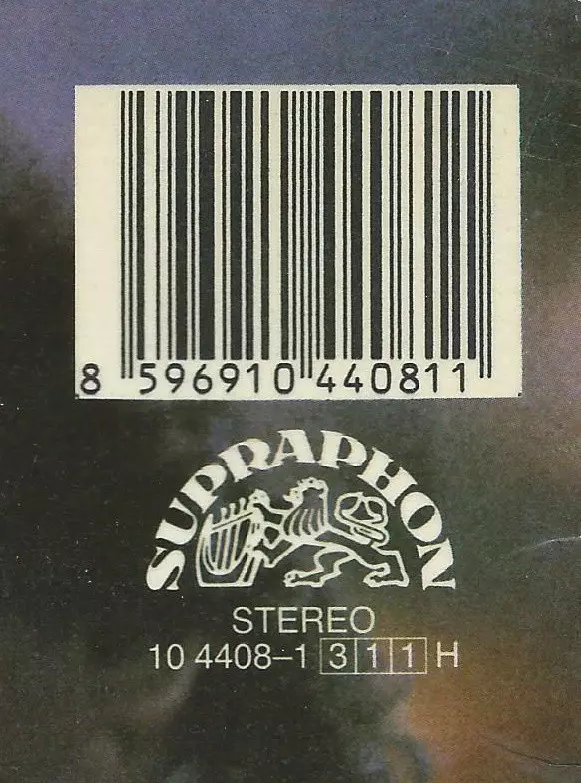 8 596910 440811
SUPRAPHON
STEREO
10 4408–1 3 1 1 H